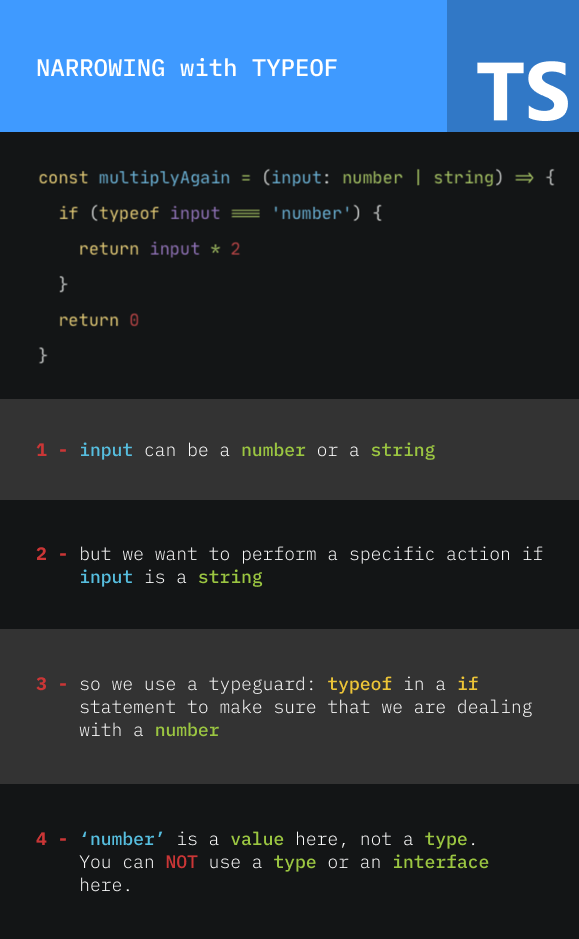 NARROWING with TYPEOF
TS
const multiplyAgain = (input: number | string) => {
if (typeof input === 'number') {
return input * 2
}
return 0
}
1 - input can be a number or a string
2 - but we want to perform a specific action if
input is a string
3 - so we use a typeguard: typeof in a if
statement to make sure that we are dealing
with a number
4 - ‘number’ is a value here, not a type.
You can NOT use a type or an interface
here.